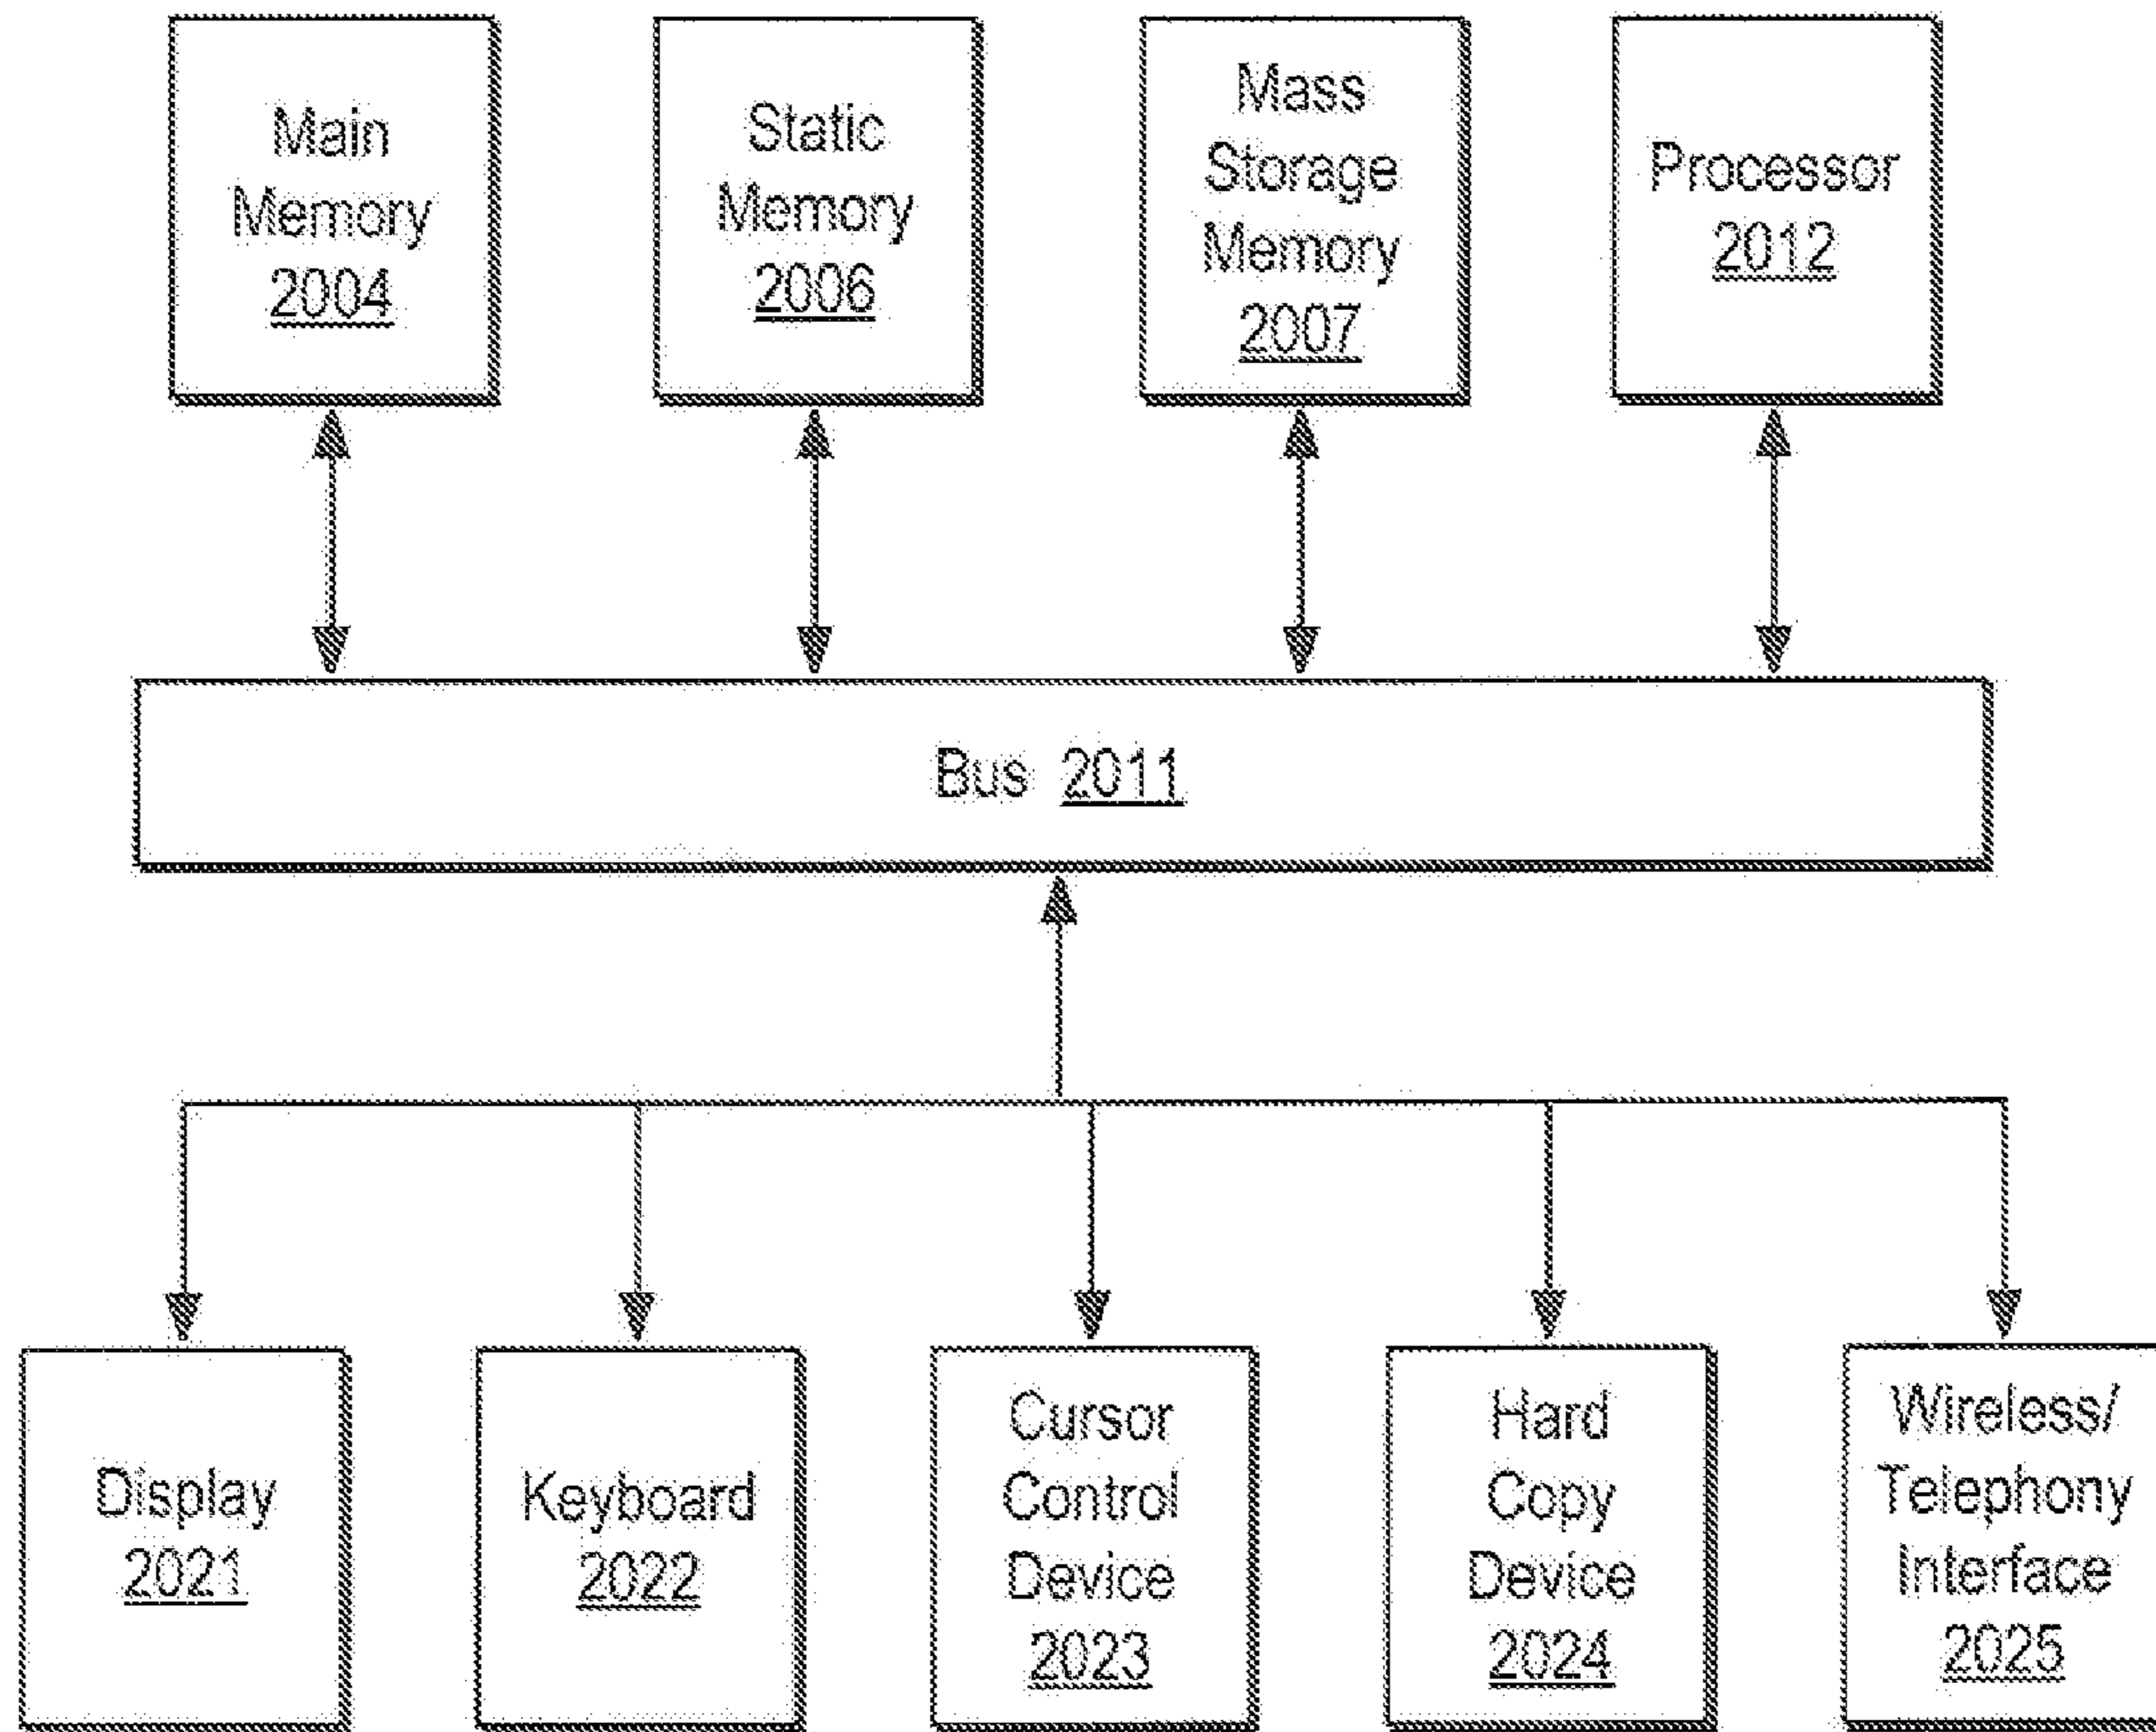 Main
Memory
2004
Static
Memory
2006
Mass
Storage
Memory
2007
Processor
2012
Bus 2011
Display
2021
Keyboard
2022
Cursor
Control
Device
2023
Hard
Copy
Device
2024
Wireless/
Telephony
Interface
2025